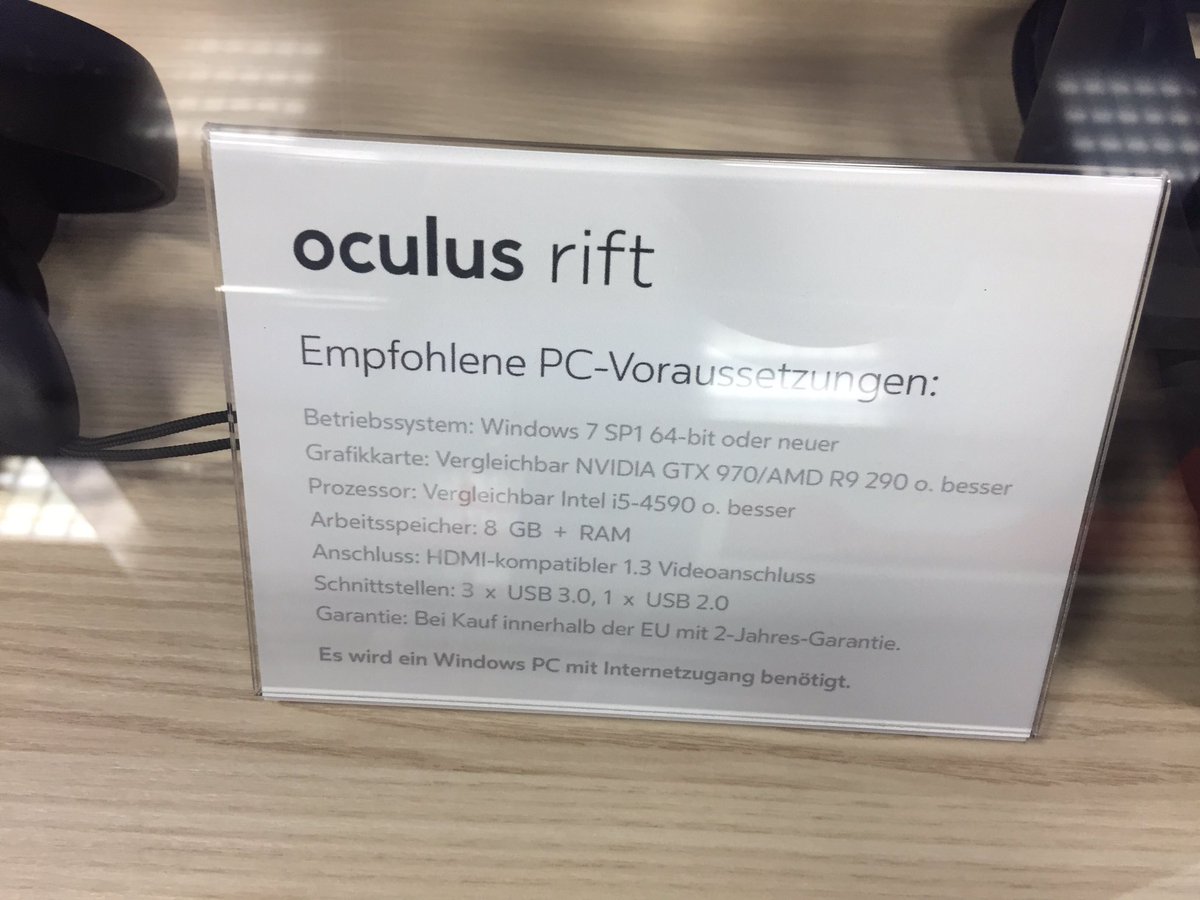 oculus rift
Empfohlene PC-Voraussetzungen:
Betriebssystem: Windows 7 SP1 64-bit oder neuer
Grafikkarte: Vergleichbar NVIDIA GTX 970/AMD R9 290 o. besser
Prozessor: Vergleichbar Intel i5-4590 o. besser
Arbeitsspeicher: 8 GB + RAM
Anschluss: HDMI-kompatibler 1.3 Videoanschluss
Schnittstellen: 3 x USB 3.0, 1 x USB 2.0
Garantie: Bei Kauf innerhalb der EU mit 2-Jahres-Garantie.
Es wird ein Windows PC mit Internetzugang benötigt.